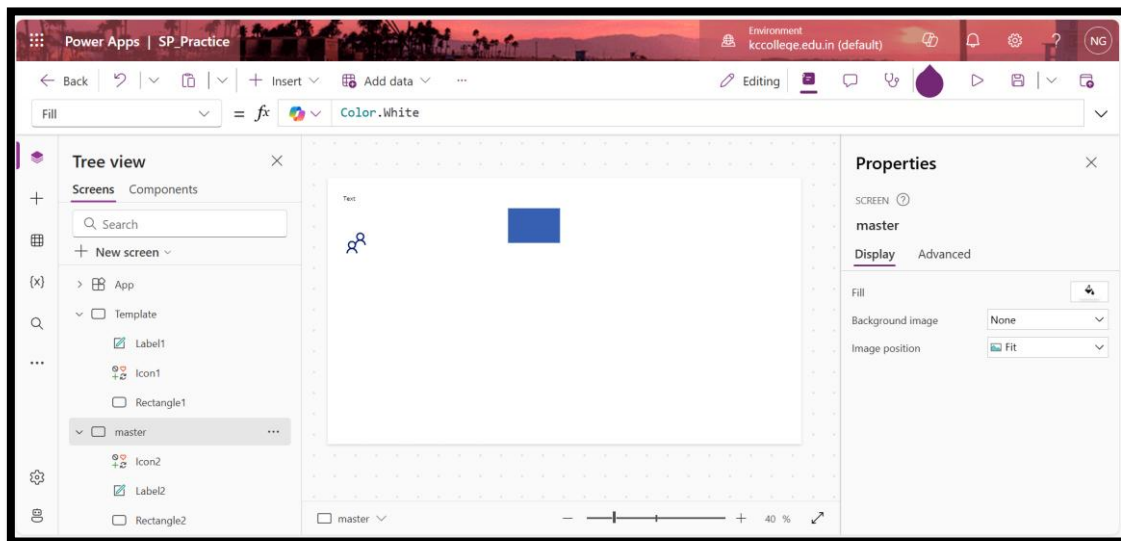 Power Apps | SP_Practice
Environment
kccollege.edu.in (default)
?
NG
Back
Insert
Add data
...
Editing
Fill
= fx
Color.White
Tree view
Screens Components
Search
New screen
App
Template
Label1
Icon1
Rectangle1
master
...
Icon2
Label2
Rectangle2
{x}
...
Text
master
40 %
Properties
SCREEN ?
master
Display Advanced
Fill
Background image None
Image position Fit